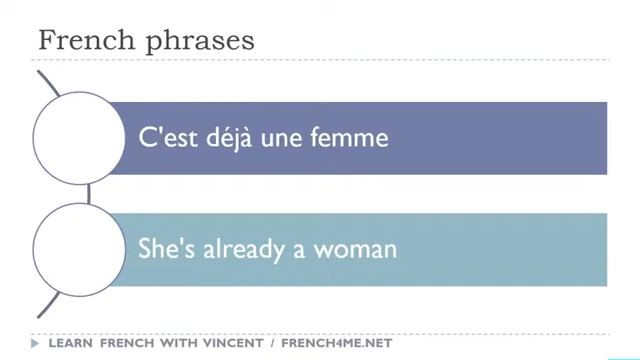 French phrases
C'est déjà une femme
She's already a woman
LEARN FRENCH WITH VINCENT / FRENCH4ME.NET